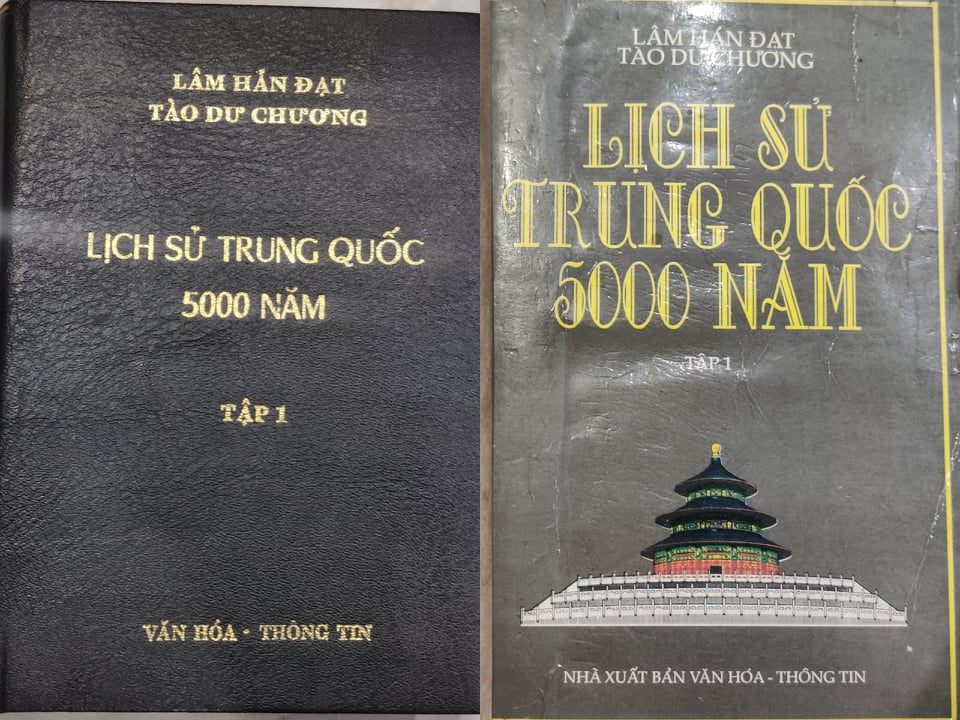 LÂM HÁN ĐẠT
TÀO DƯ CHƯƠNG
LỊCH SỬ TRUNG QUỐC
5000 NĂM
TẬP 1
VĂN HÓA - THÔNG TIN
LÂM HÁN ĐẠT
TÀO DƯ CHƯƠNG
LỊCH SỬ
TRUNG QUỐC
5000 NĂM
TẬP 1
NHÀ XUẤT BẢN VĂN HÓA - THÔNG TIN